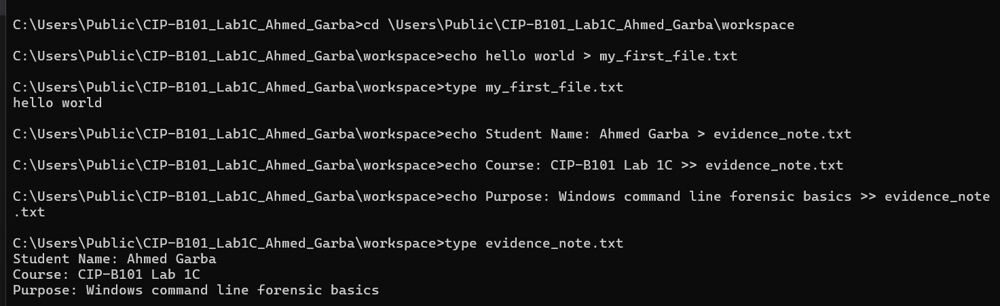 C:\Users\Public\CIP-B101_Lab1C_Ahmed_Garba>cd \Users\Public\CIP-B101_Lab1C_Ahmed_Garba\workspace
C:\Users\Public\CIP-B101_Lab1C_Ahmed_Garba\workspace>echo hello world > my_first_file.txt
C:\Users\Public\CIP-B101_Lab1C_Ahmed_Garba\workspace>type my_first_file.txt
hello world
C:\Users\Public\CIP-B101_Lab1C_Ahmed_Garba\workspace>echo Student Name: Ahmed Garba > evidence_note.txt
C:\Users\Public\CIP-B101_Lab1C_Ahmed_Garba\workspace>echo Course: CIP-B101 Lab 1C >> evidence_note.txt
C:\Users\Public\CIP-B101_Lab1C_Ahmed_Garba\workspace>echo Purpose: Windows command line forensic basics >> evidence_note
.txt
C:\Users\Public\CIP-B101_Lab1C_Ahmed_Garba\workspace>type evidence_note.txt
Student Name: Ahmed Garba
Course: CIP-B101 Lab 1C
Purpose: Windows command line forensic basics